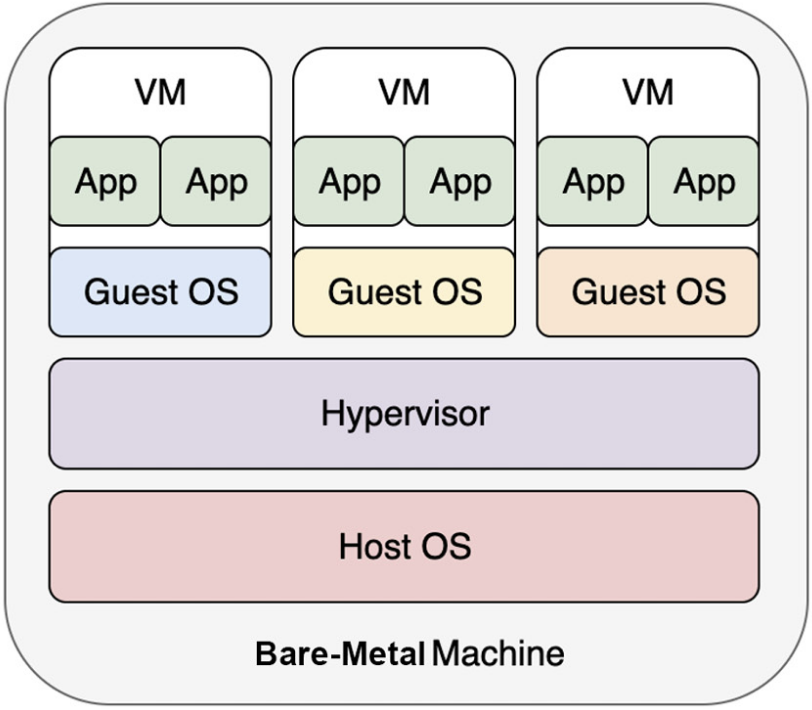 VM
App App
Guest OS
VM
App App
Guest OS
VM
App App
Guest OS
Hypervisor
Host OS
Bare-Metal Machine